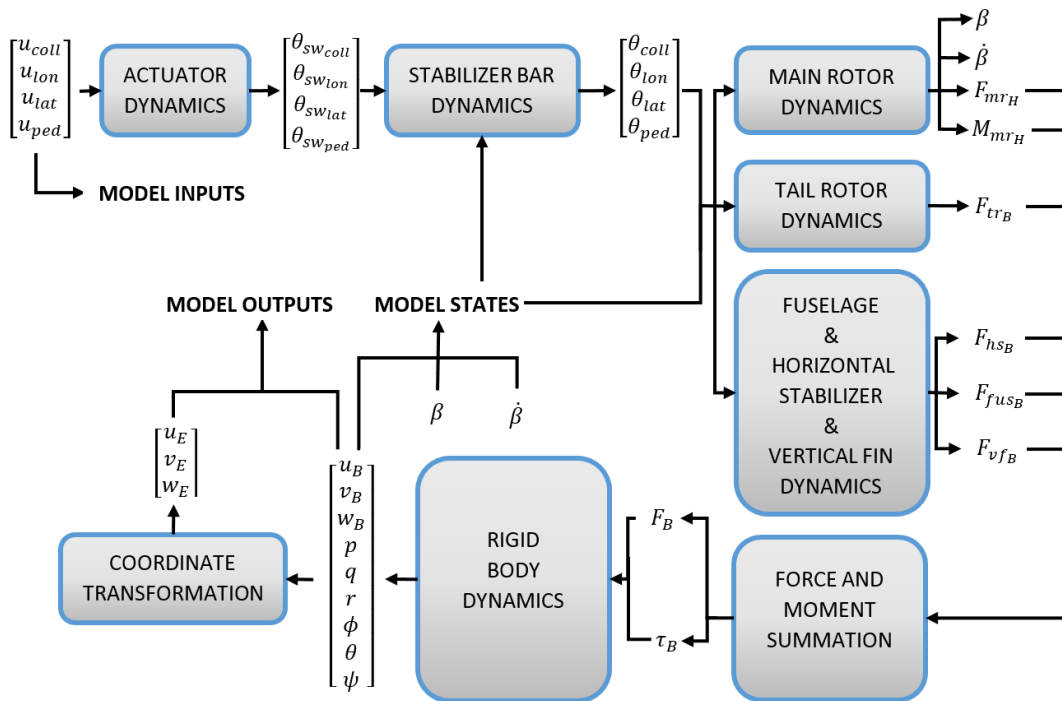 u_coll
u_lon
u_lat
u_ped
ACTUATOR
DYNAMICS
θ_sw_coll
θ_sw_lon
θ_sw_lat
θ_sw_ped
STABILIZER BAR
DYNAMICS
θ_coll
θ_lon
θ_lat
θ_ped
MAIN ROTOR
DYNAMICS
β
β̇
F_mr_H
M_mr_H
MODEL INPUTS
TAIL ROTOR
DYNAMICS
F_tr_B
MODEL OUTPUTS
MODEL STATES
β
β̇
FUSELAGE
&
HORIZONTAL
STABILIZER
&
VERTICAL FIN
DYNAMICS
F_hs_B
F_fus_B
F_vf_B
u_E
v_E
w_E
COORDINATE
TRANSFORMATION
u_B
v_B
w_B
p
q
r
ϕ
θ
ψ
RIGID
BODY
DYNAMICS
F_B
τ_B
FORCE AND
MOMENT
SUMMATION